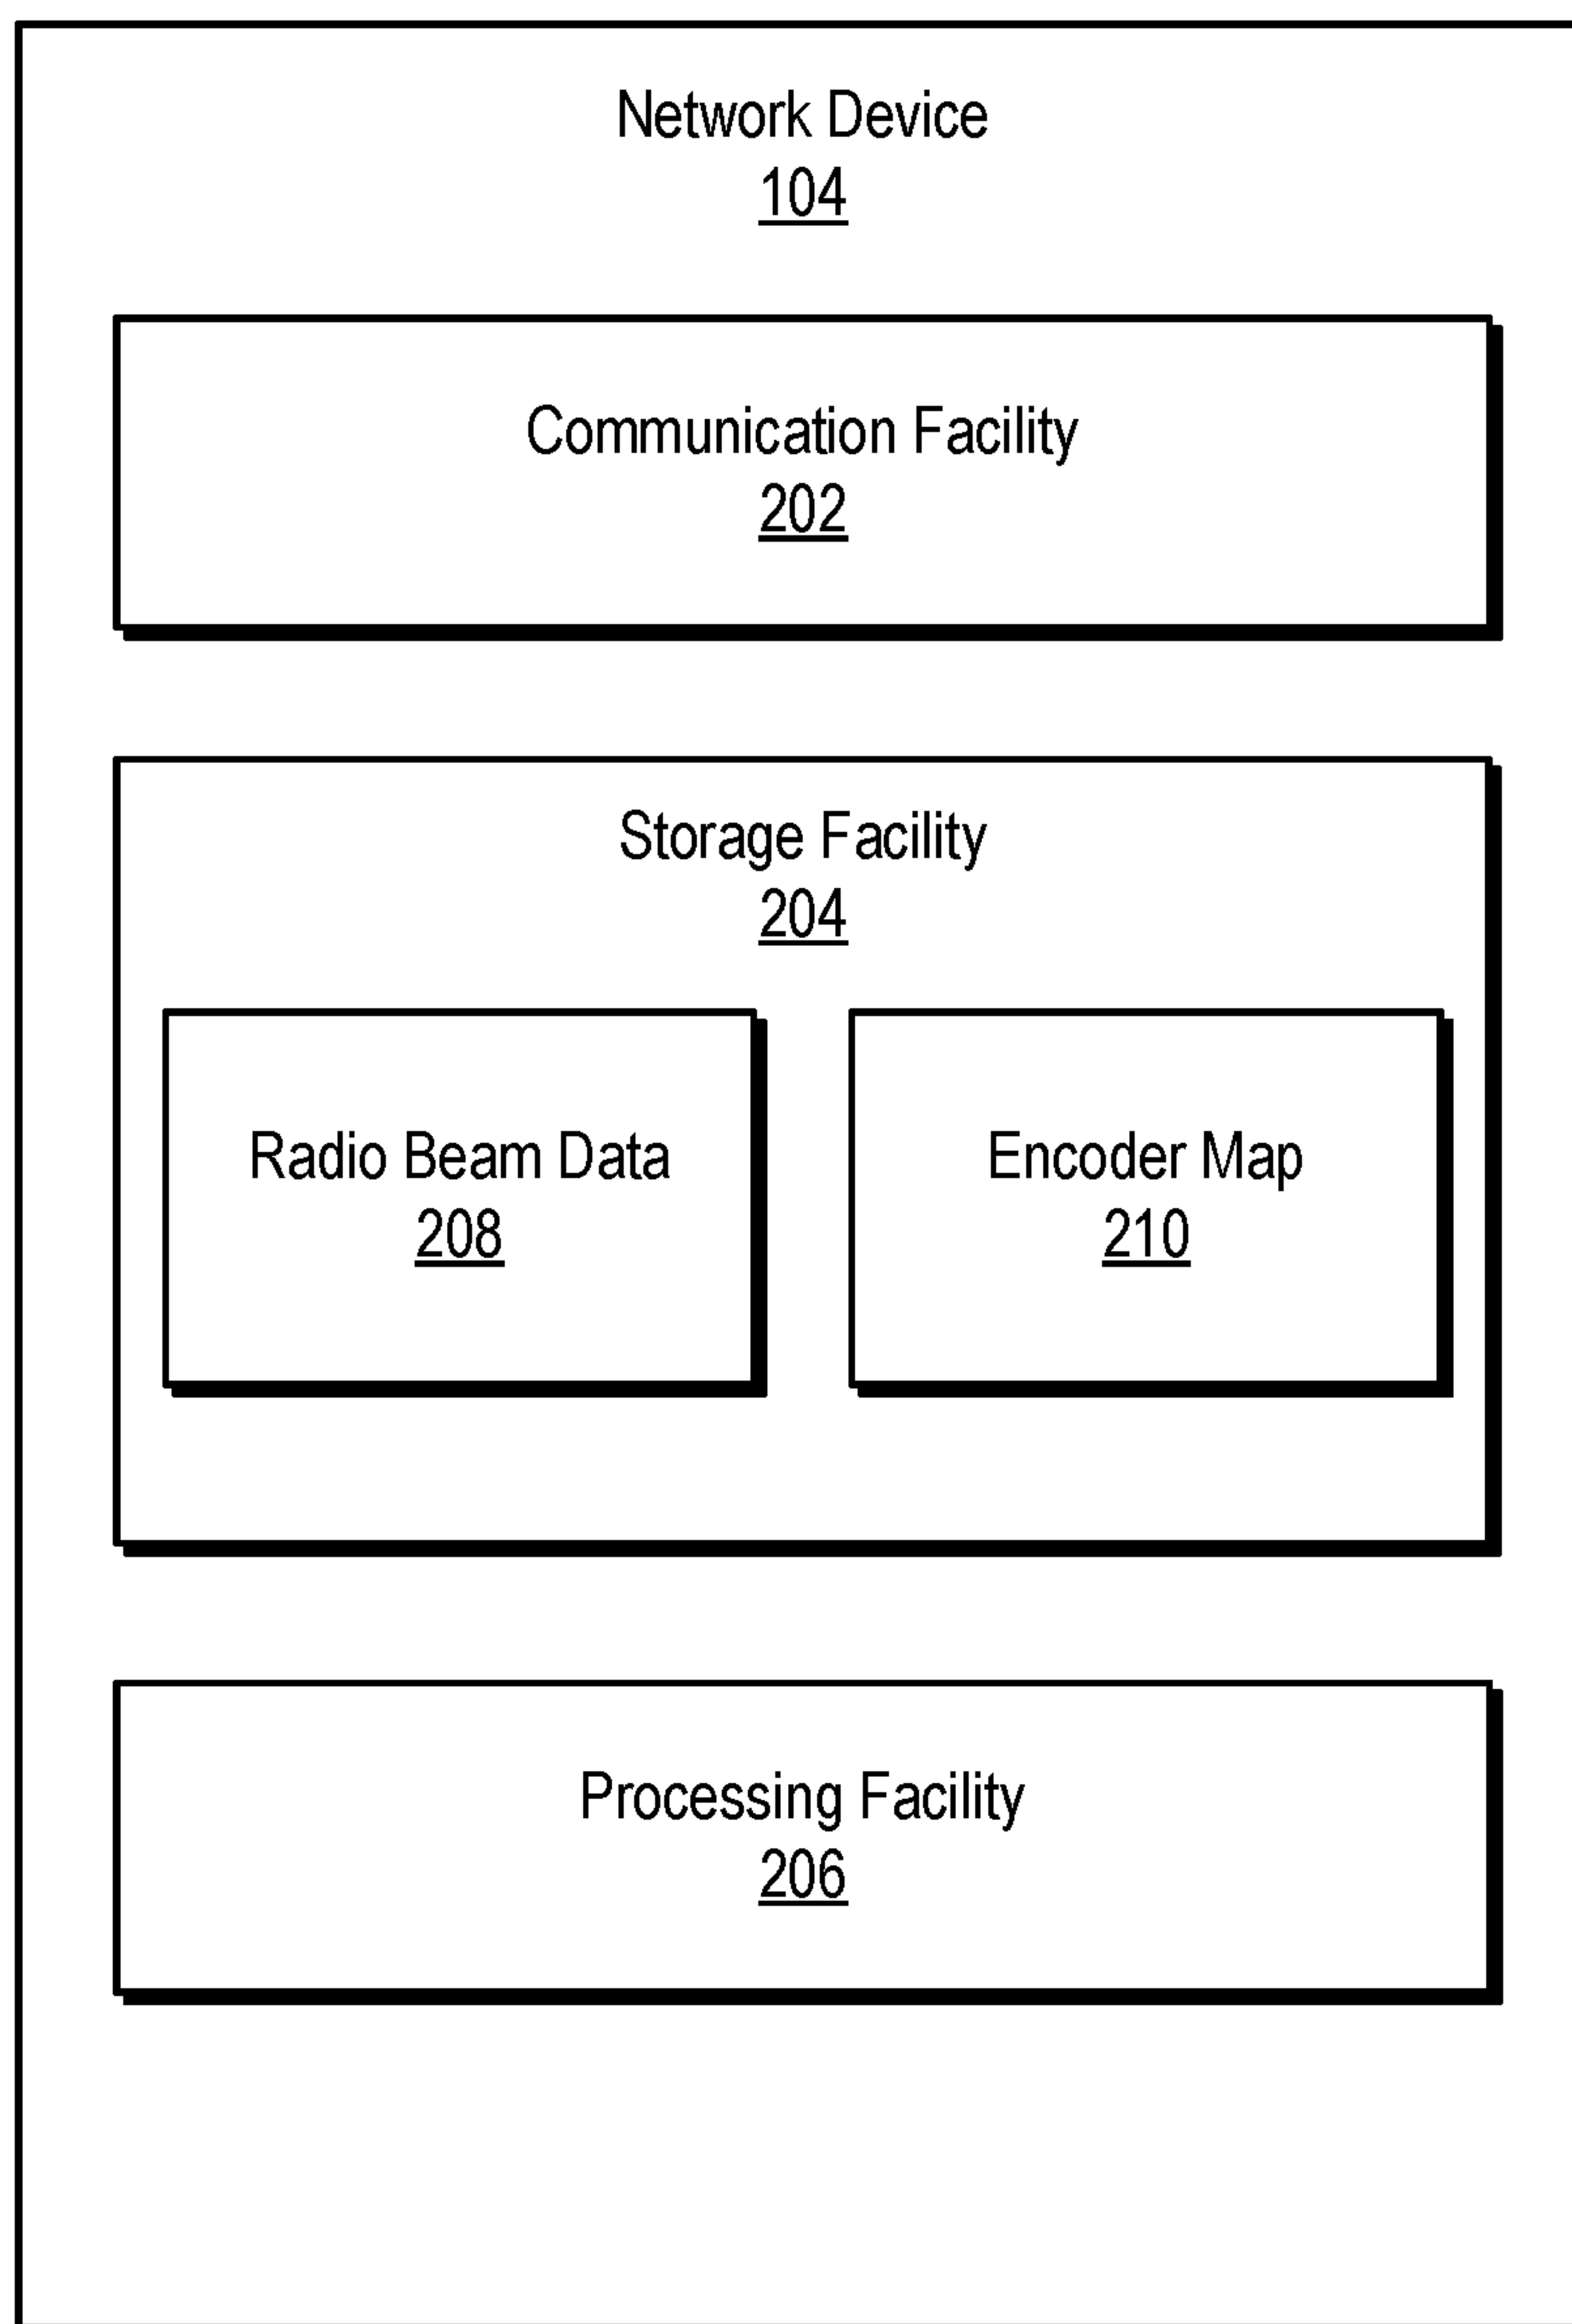 Network Device
104
Communication Facility
202
Storage Facility
204
Radio Beam Data
208
Encoder Map
210
Processing Facility
206